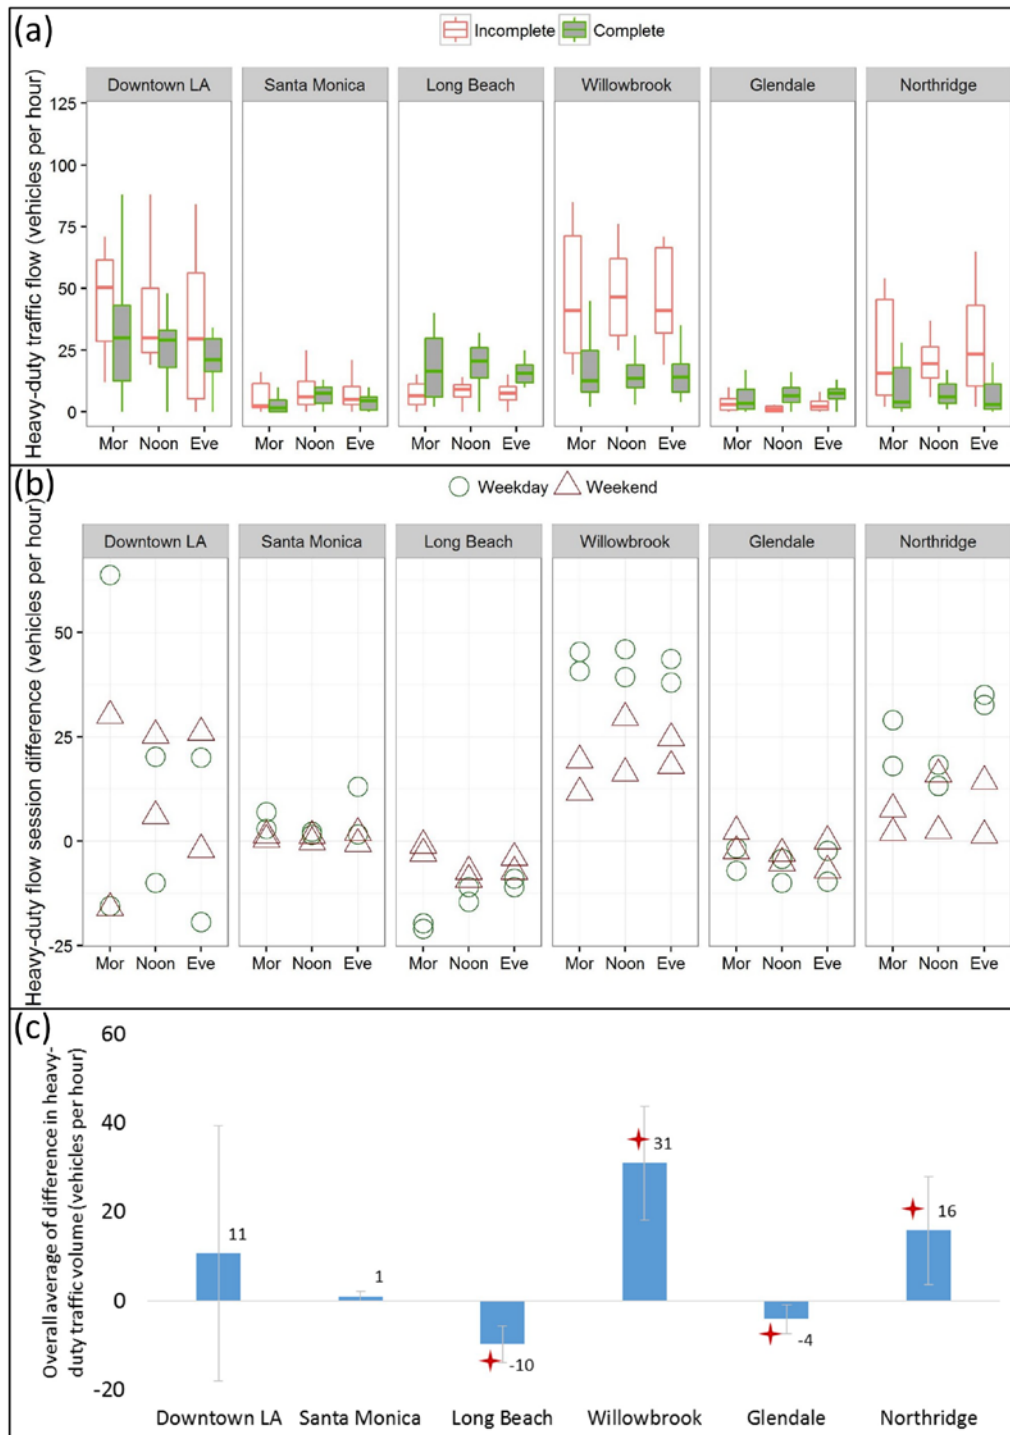 (a)
Incomplete Complete
Heavy-duty traffic flow (vehicles per hour)
Downtown LA Santa Monica Long Beach Willowbrook Glendale Northridge
125
100
75
50
25
0
Mor Noon Eve Mor Noon Eve Mor Noon Eve Mor Noon Eve Mor Noon Eve Mor Noon Eve
(b)
Weekday Weekend
Heavy-duty flow session difference (vehicles per hour)
Downtown LA Santa Monica Long Beach Willowbrook Glendale Northridge
50
25
0
-25
Mor Noon Eve Mor Noon Eve Mor Noon Eve Mor Noon Eve Mor Noon Eve Mor Noon Eve
(c)
Overall average of difference in heavy-
duty traffic volume (vehicles per hour)
60
40
20
0
-20
11
1
-10
31
-4
16
Downtown LA Santa Monica Long Beach Willowbrook Glendale Northridge